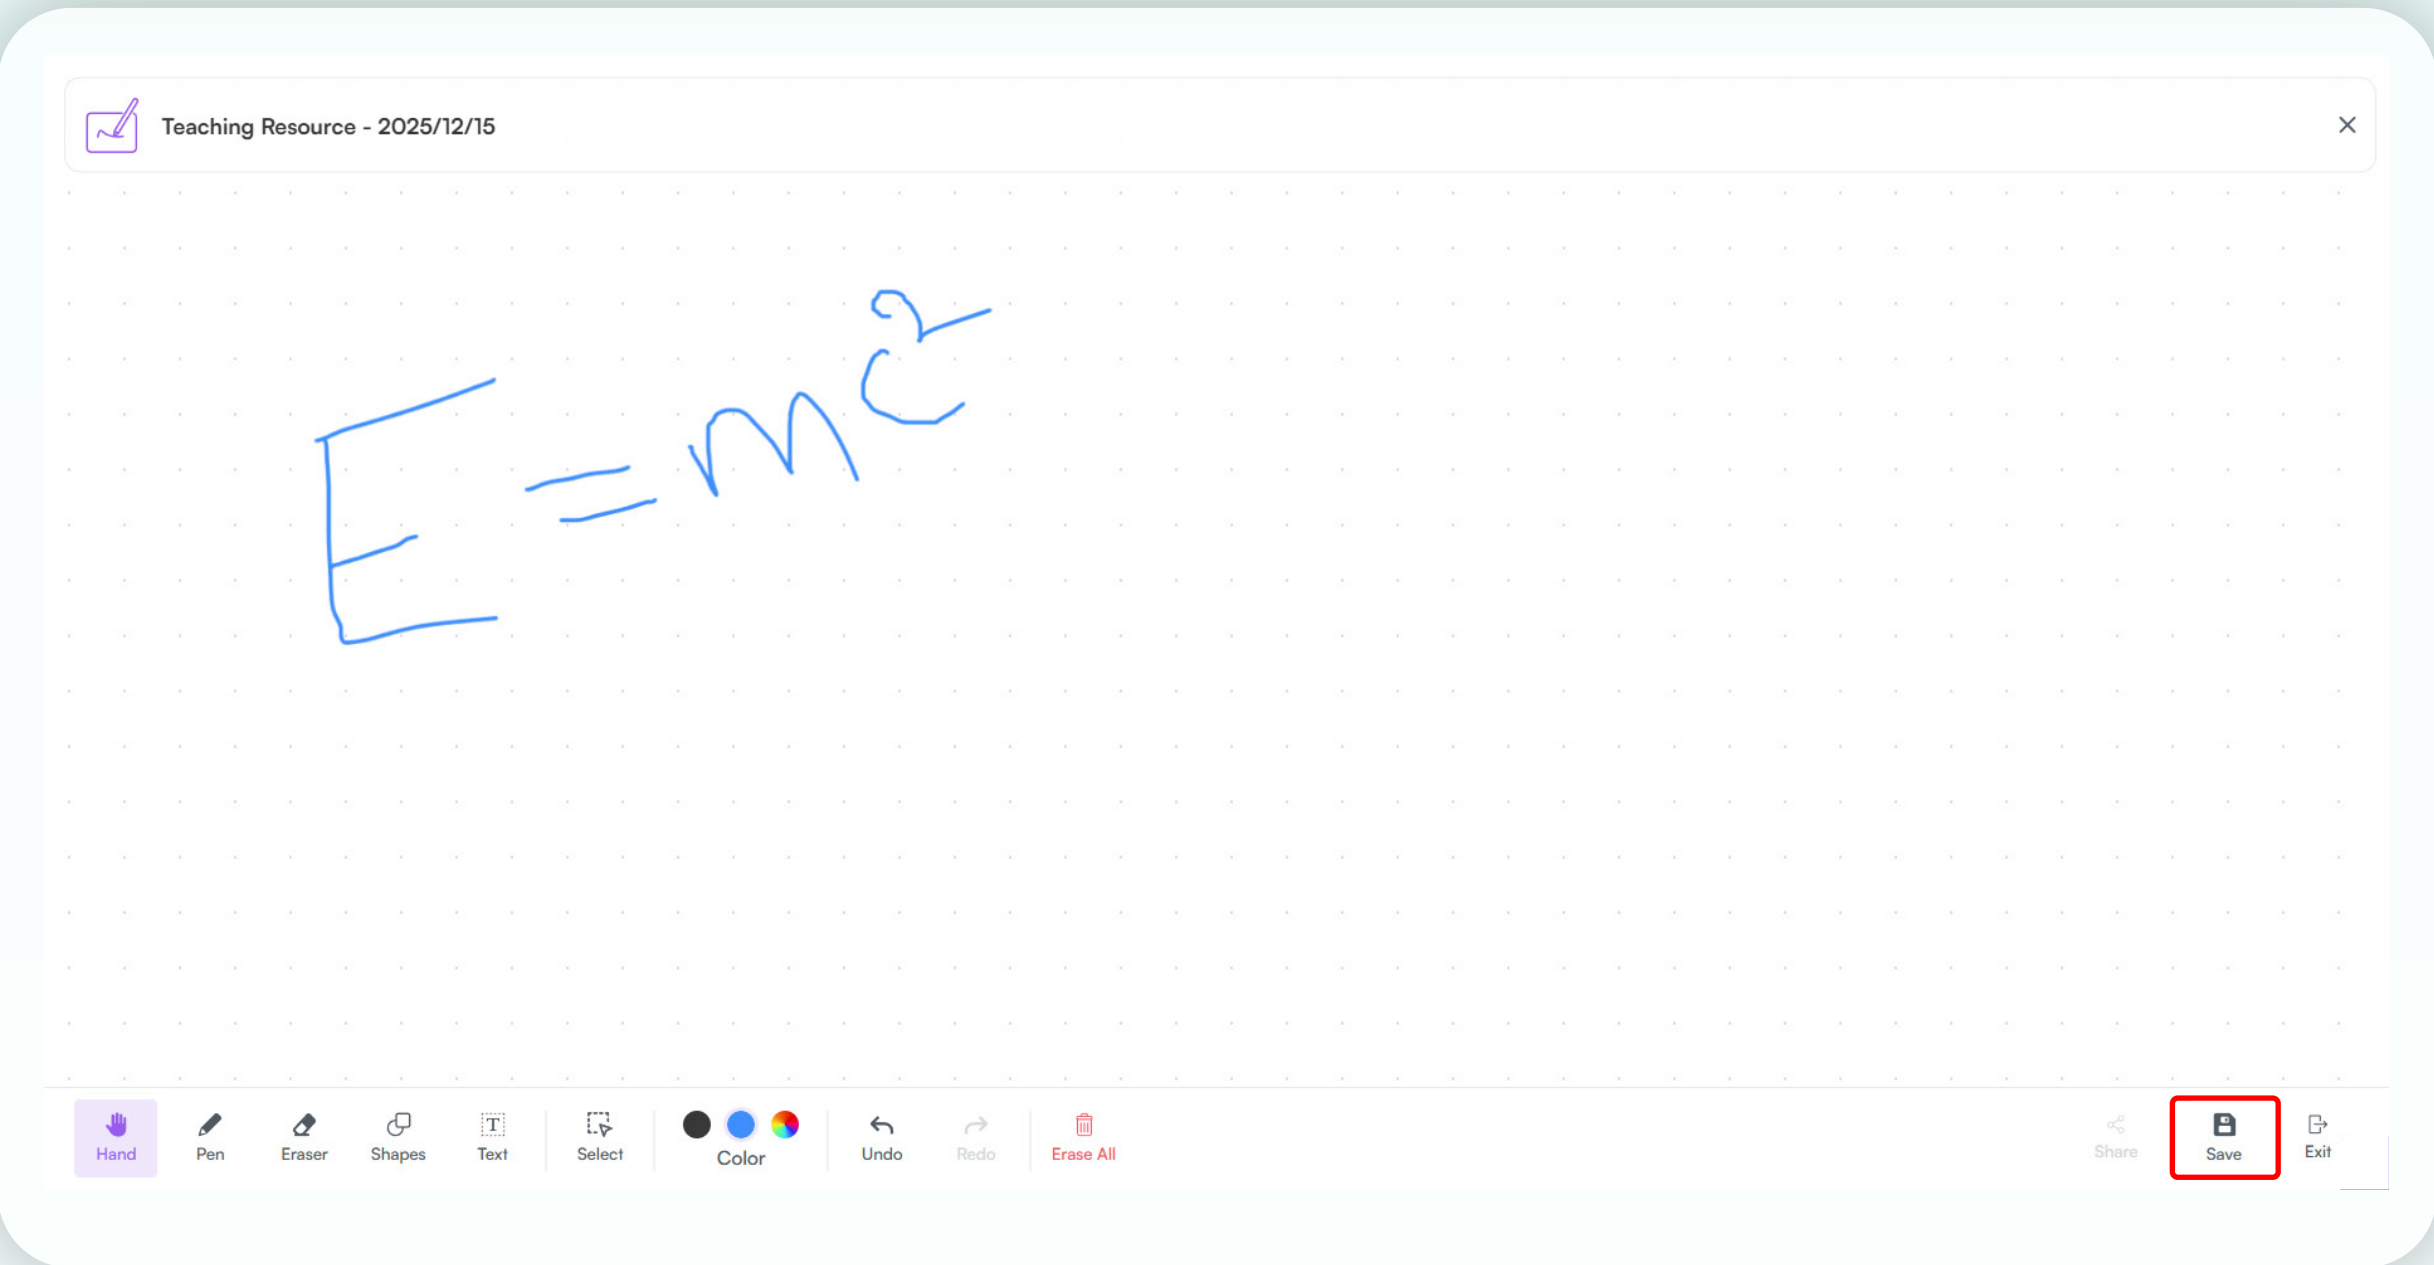 Teaching Resource - 2025/12/15
E = mc²
Hand Pen Eraser Shapes Text Select Color Undo Redo Erase All Share Save Exit